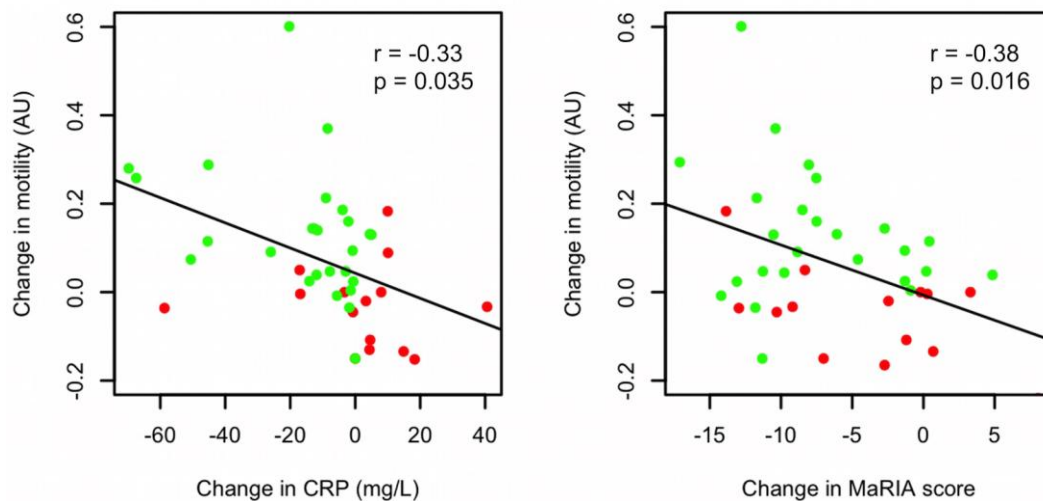 r = -0.33
p = 0.035
Change in motility (AU)
0.6
0.4
0.2
0.0
-0.2
-60 -40 -20 0 20 40
Change in CRP (mg/L)
r = -0.38
p = 0.016
Change in motility (AU)
0.6
0.4
0.2
0.0
-0.2
-15 -10 -5 0 5
Change in MaRIA score